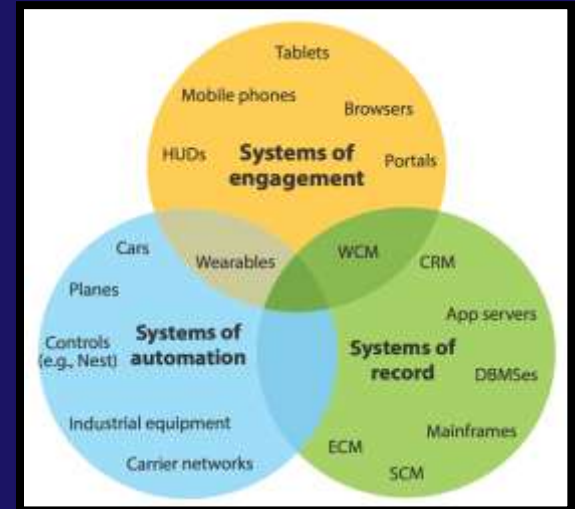 Tablets
Mobile phones
Browsers
HUDs
Systems of
engagement
Portals
Cars
Wearables
WCM
CRM
Planes
App servers
Controls
(e.g., Nest)
Systems of
automation
Systems of
record
DBMSes
Industrial equipment
Mainframes
ECM
Carrier networks
SCM